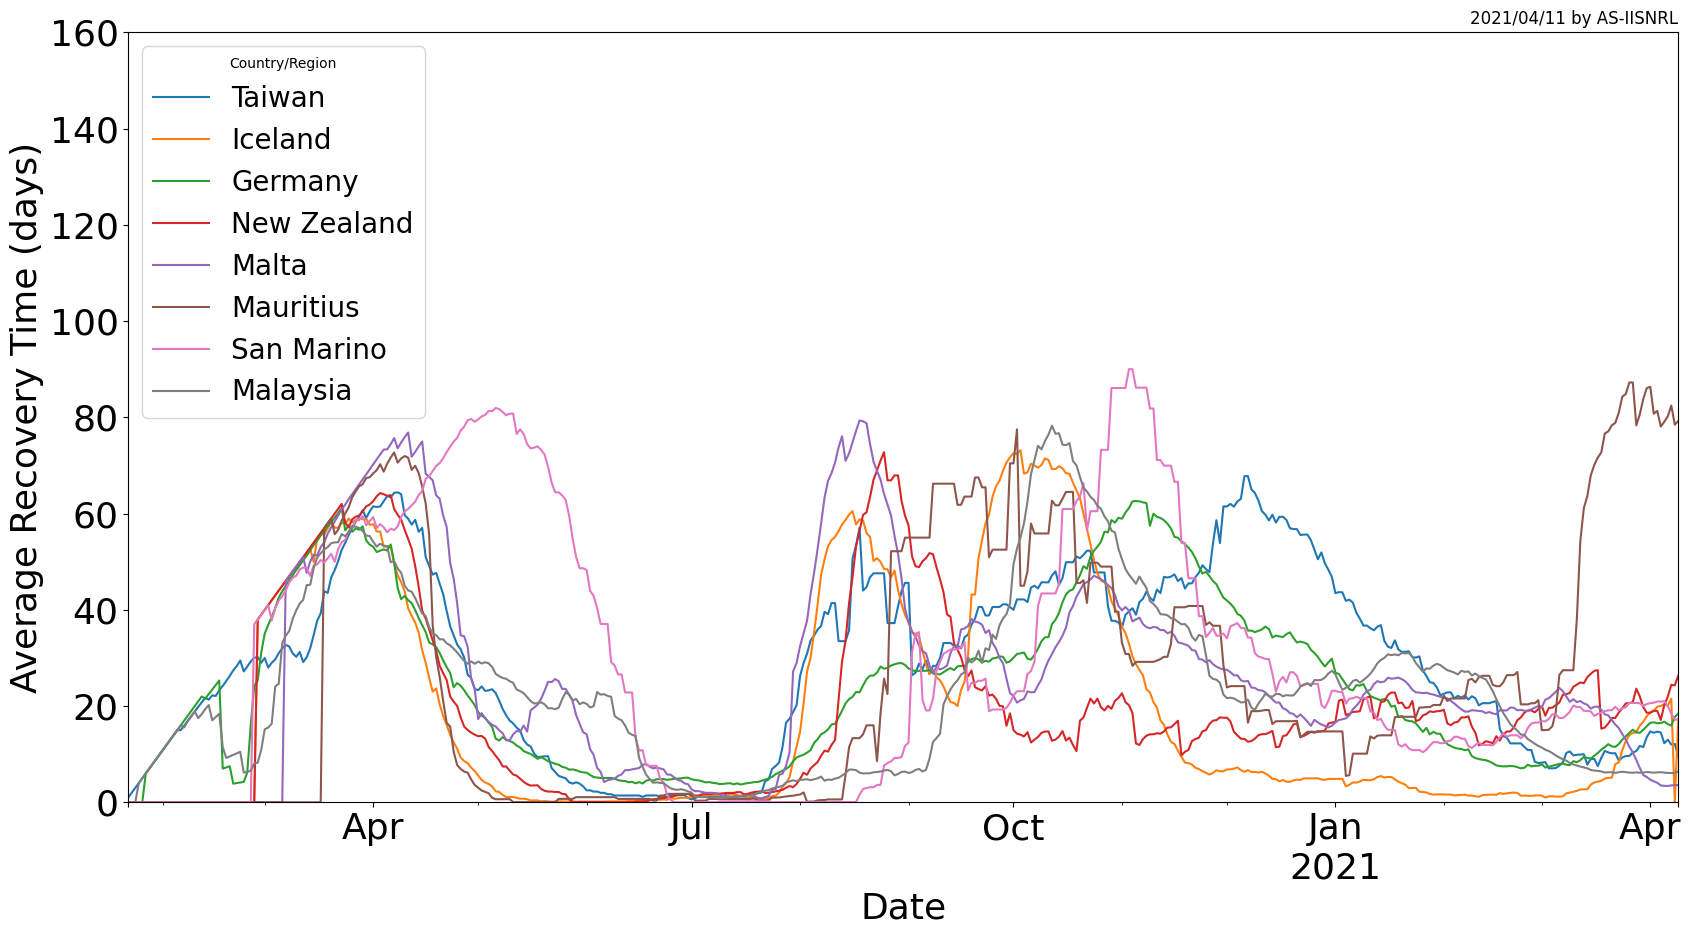 2021/04/11 by AS-IISNRL
160
140
120
100
80
60
40
20
0
Average Recovery Time (days)
Country/Region
Taiwan
Iceland
Germany
New Zealand
Malta
Mauritius
San Marino
Malaysia
Apr
Jul
Oct
Jan
2021
Apr
Date